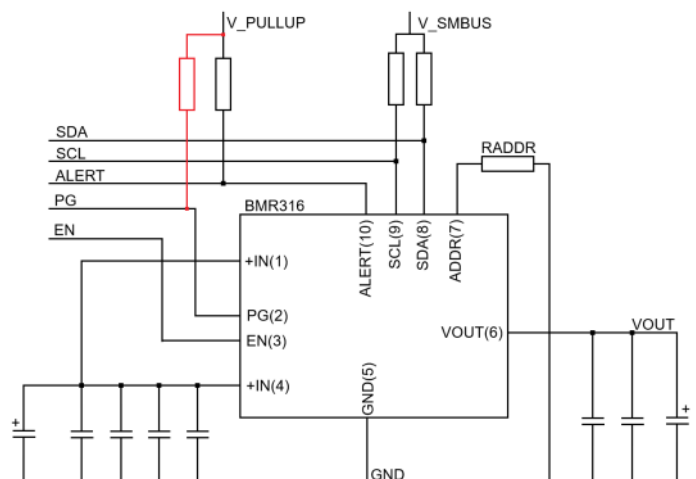 V_PULLUP
V_SMBUS
SDA
SCL
ALERT
PG
EN
RADDR
BMR316
ALERT(10)
SCL(9)
SDA(8)
ADDR(7)
+IN(1)
PG(2)
EN(3)
+IN(4)
GND(5)
VOUT(6)
VOUT
+
+
GND